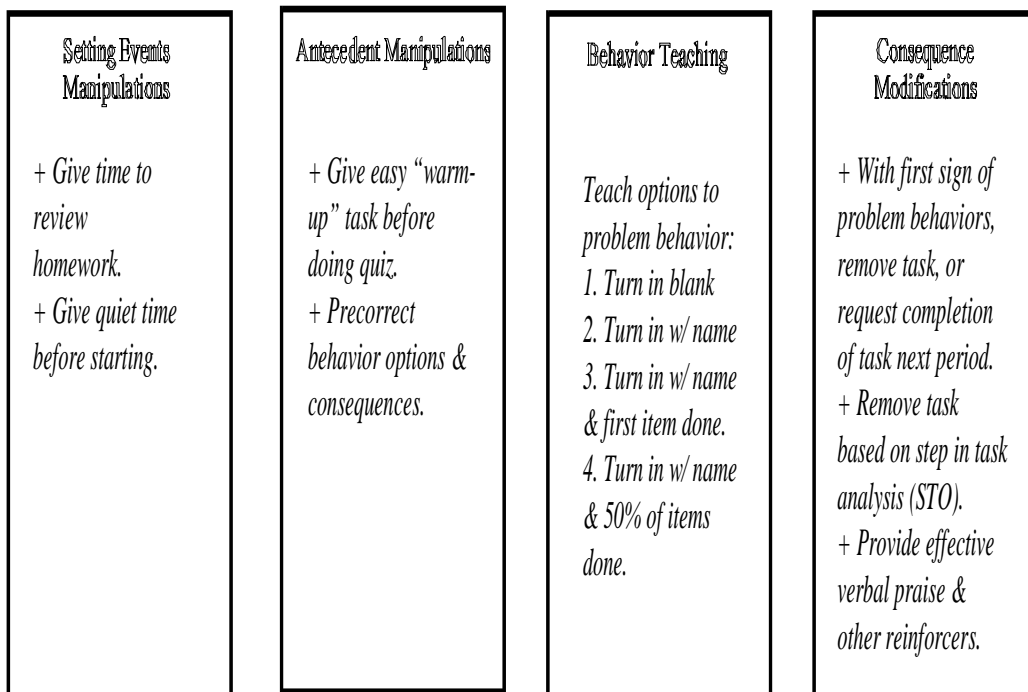 Setting Events
Manipulations
+ Give time to
review
homework.
+ Give quiet time
before starting.
Antecedent Manipulations
+ Give easy “warm-
up” task before
doing quiz.
+ Precorrect
behavior options &
consequences.
Behavior Teaching
Teach options to
problem behavior:
1. Turn in blank
2. Turn in w/ name
3. Turn in w/ name
& first item done.
4. Turn in w/ name
& 50% of items
done.
Consequence
Modifications
+ With first sign of
problem behaviors,
remove task, or
request completion
of task next period.
+ Remove task
based on step in task
analysis (STO).
+ Provide effective
verbal praise &
other reinforcers.